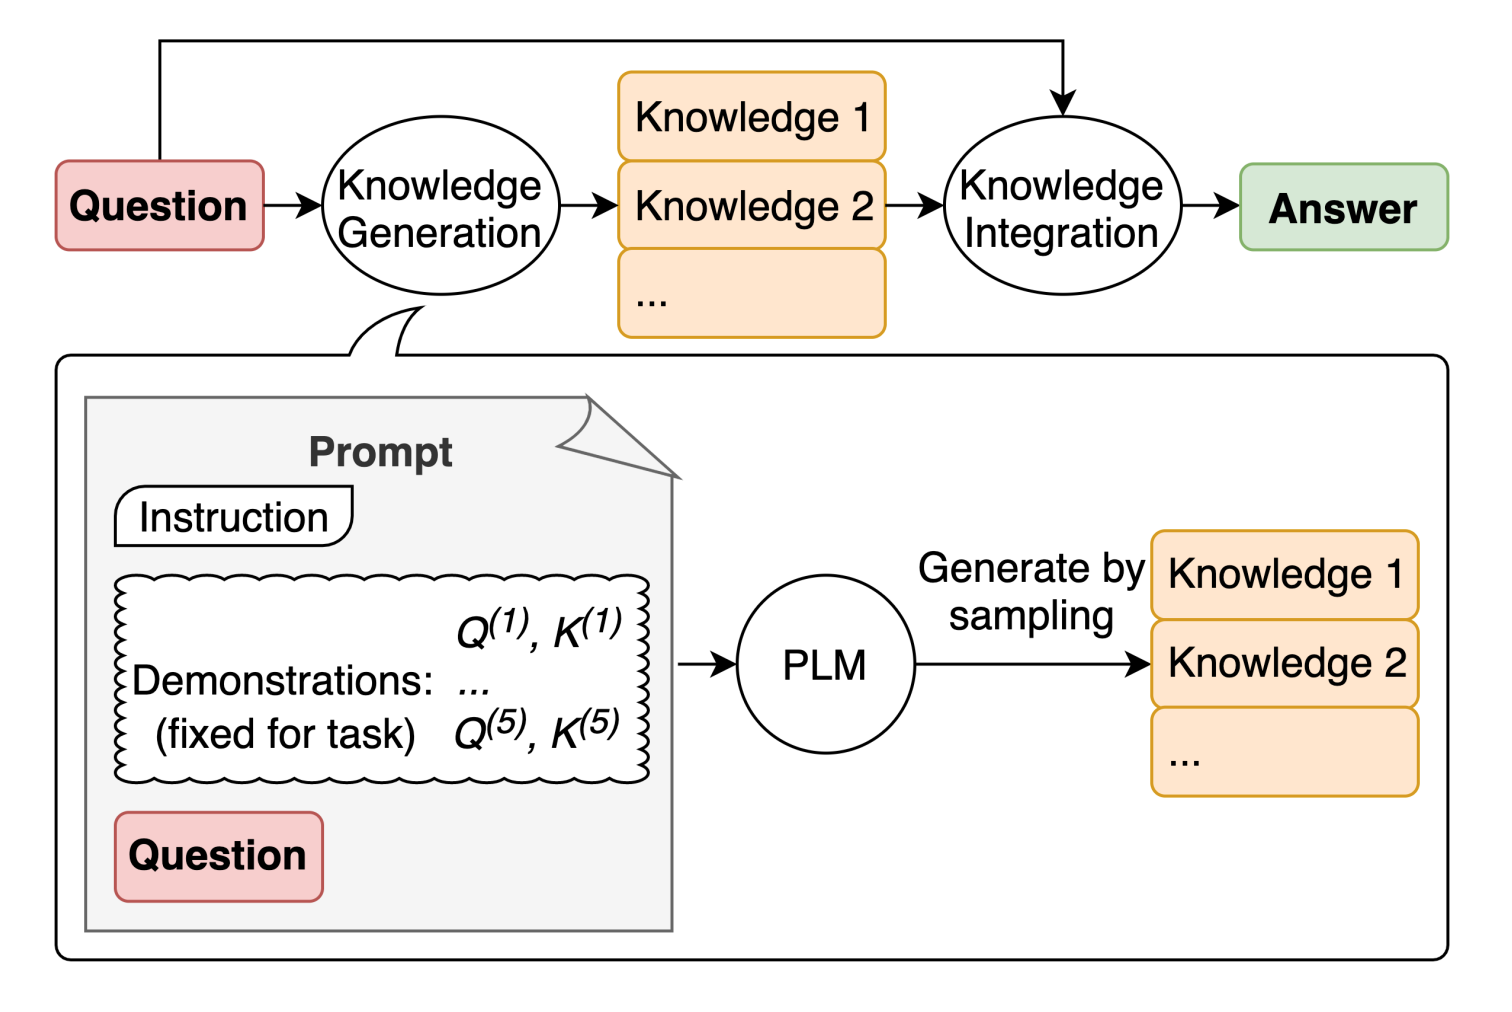 Question
Knowledge
Generation
Knowledge 1
Knowledge 2
...
Knowledge
Integration
Answer
Prompt
Instruction
Demonstrations:
(fixed for task)
Q(1), K(1)
...
Q(5), K(5)
Question
PLM
Generate by
sampling
Knowledge 1
Knowledge 2
...